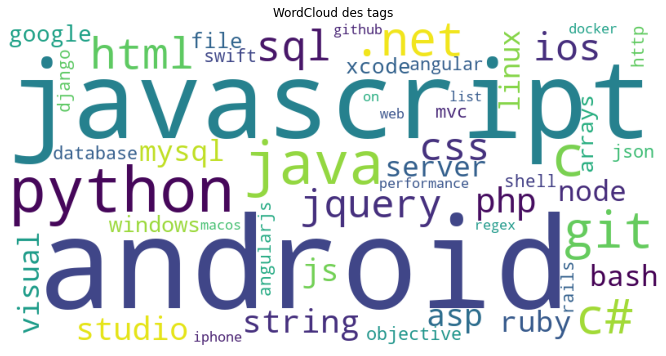 WordCloud des tags
google
html
file
swift
sql
github
.net
xcode
angular
ios
docker
linux
http
django
javascript
on
list
web
mvc
database
mysql
java
css
server
c
arrays
json
python
performance
shell
jquery
php
node
windows
macos
angularjs
regex
git
visual
android
js
rails
bash
studio
iphone
string
objective
asp
ruby
c#